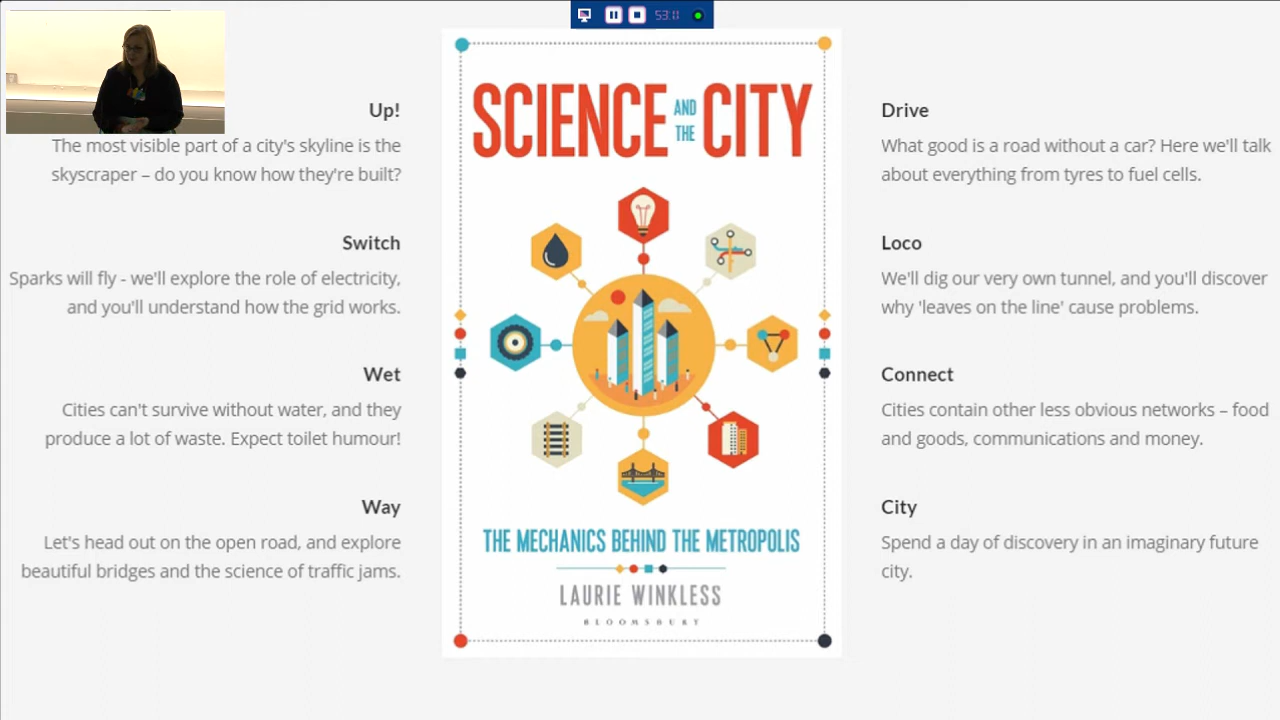 53:11
Up!
The most visible part of a city's skyline is the
skyscraper – do you know how they're built?
Switch
Sparks will fly - we'll explore the role of electricity,
and you'll understand how the grid works.
Wet
Cities can't survive without water, and they
produce a lot of waste. Expect toilet humour!
Way
Let's head out on the open road, and explore
beautiful bridges and the science of traffic jams.
SCIENCE AND THE CITY
THE MECHANICS BEHIND THE METROPOLIS
LAURIE WINKLESS
BLOOMSBURY
Drive
What good is a road without a car? Here we'll talk
about everything from tyres to fuel cells.
Loco
We'll dig our very own tunnel, and you'll discover
why 'leaves on the line' cause problems.
Connect
Cities contain other less obvious networks – food
and goods, communications and money.
City
Spend a day of discovery in an imaginary future
city.